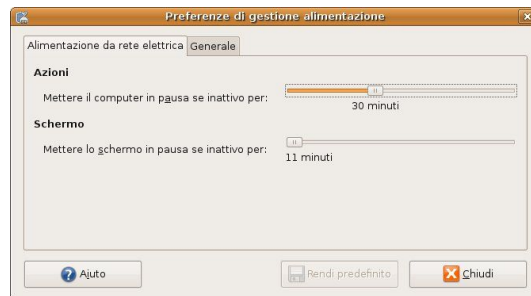 Preferenze di gestione alimentazione
Alimentazione da rete elettrica Generale
Azioni
Mettere il computer in pausa se inattivo per:
30 minuti
Schermo
Mettere lo schermo in pausa se inattivo per:
11 minuti
Aiuto Rendi predefinito Chiudi